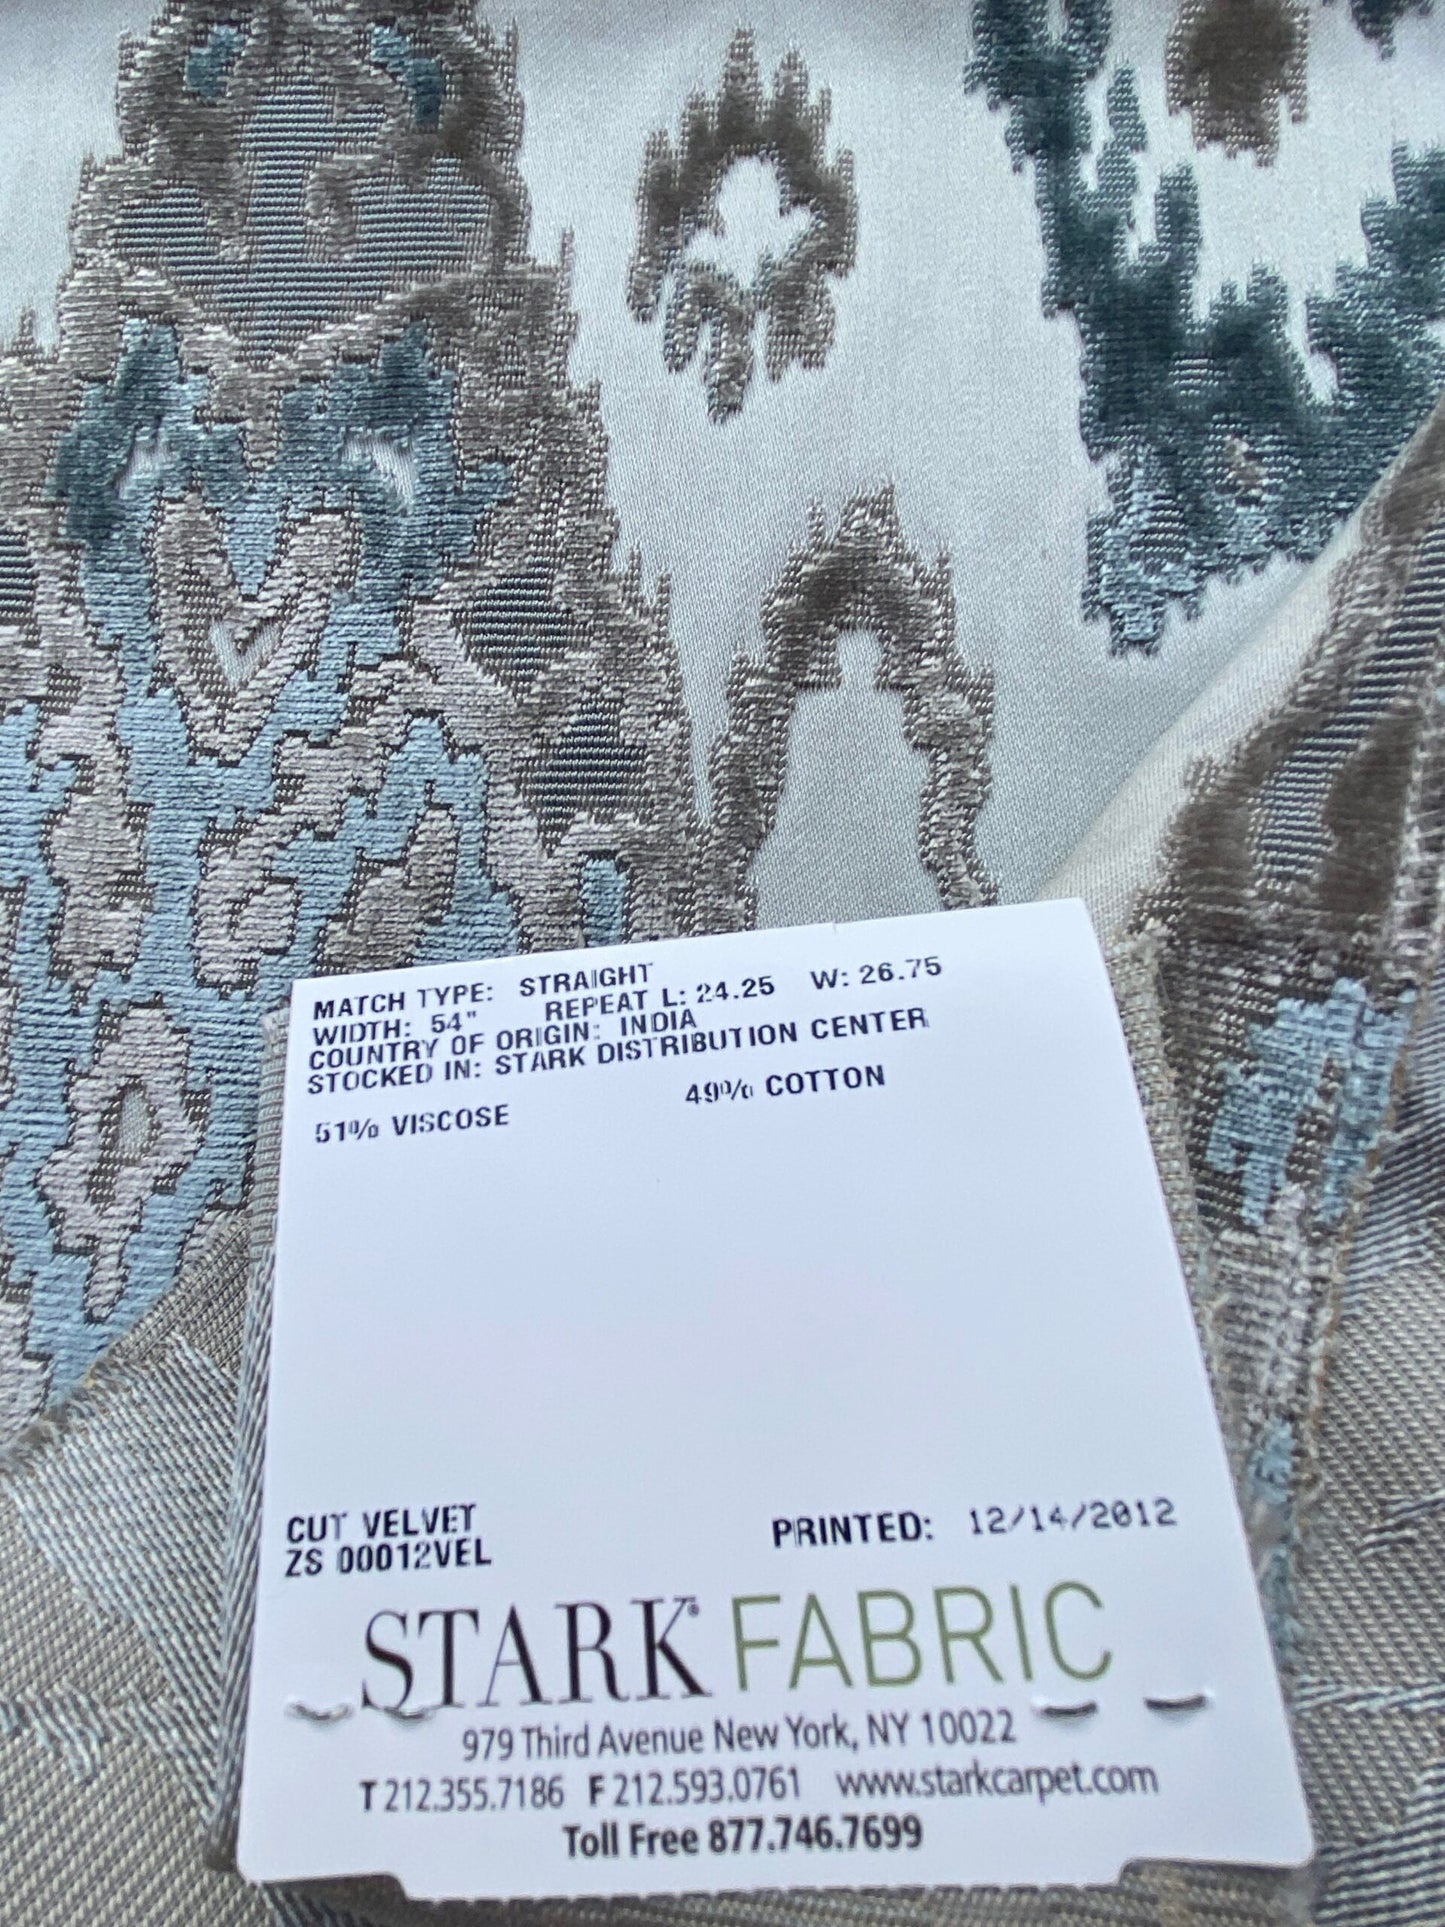 MATCH TYPE: STRAIGHT
WIDTH: 54" REPEAT L: 24.25 W: 26.75
COUNTRY OF ORIGIN: INDIA
STOCKED IN: STARK DISTRIBUTION CENTER
51% VISCOSE 49% COTTON
CUT VELVET
ZS 00012VEL PRINTED: 12/14/2012
STARK® FABRIC
979 Third Avenue New York, NY 10022
T 212.355.7186 F 212.593.0761 www.starkcarpet.com
Toll Free 877.746.7699